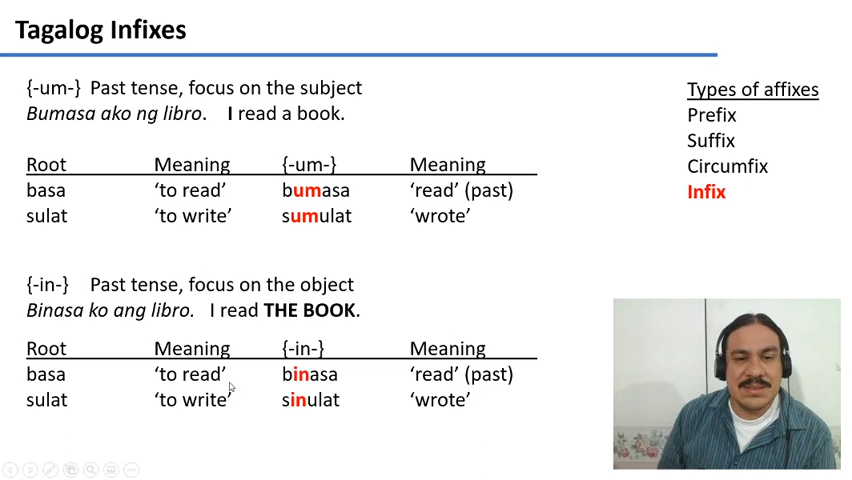 Tagalog Infixes
{-um-} Past tense, focus on the subject
Bumasa ako ng libro. I read a book.
Root Meaning {-um-} Meaning
basa ‘to read’ bumasa ‘read’ (past)
sulat ‘to write’ sumulat ‘wrote’
{-in-} Past tense, focus on the object
Binasa ko ang libro. I read THE BOOK.
Root Meaning {-in-} Meaning
basa ‘to read’ binasa ‘read’ (past)
sulat ‘to write’ sinulat ‘wrote’
Types of affixes
Prefix
Suffix
Circumfix
Infix